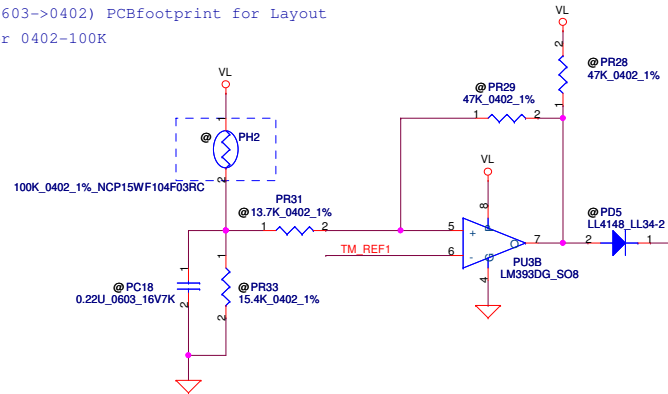 603->0402) PCBfootprint for Layout
r 0402-100K
VL
@PR28
47K_0402_1%
2
1
@PR29
47K_0402_1%
1
2
VL
1
@
PH2
2
100K_0402_1%_NCP15WF104F03RC
PR31
@13.7K_0402_1%
1
2
VL
8
5
+
P
6
-
G
O
7
TM_REF1
4
PU3B
LM393DG_SO8
@PD5
LL4148_LL34-2
2
1
1
@PC18
0.22U_0603_16V7K
2
1
@PR33
15.4K_0402_1%
2